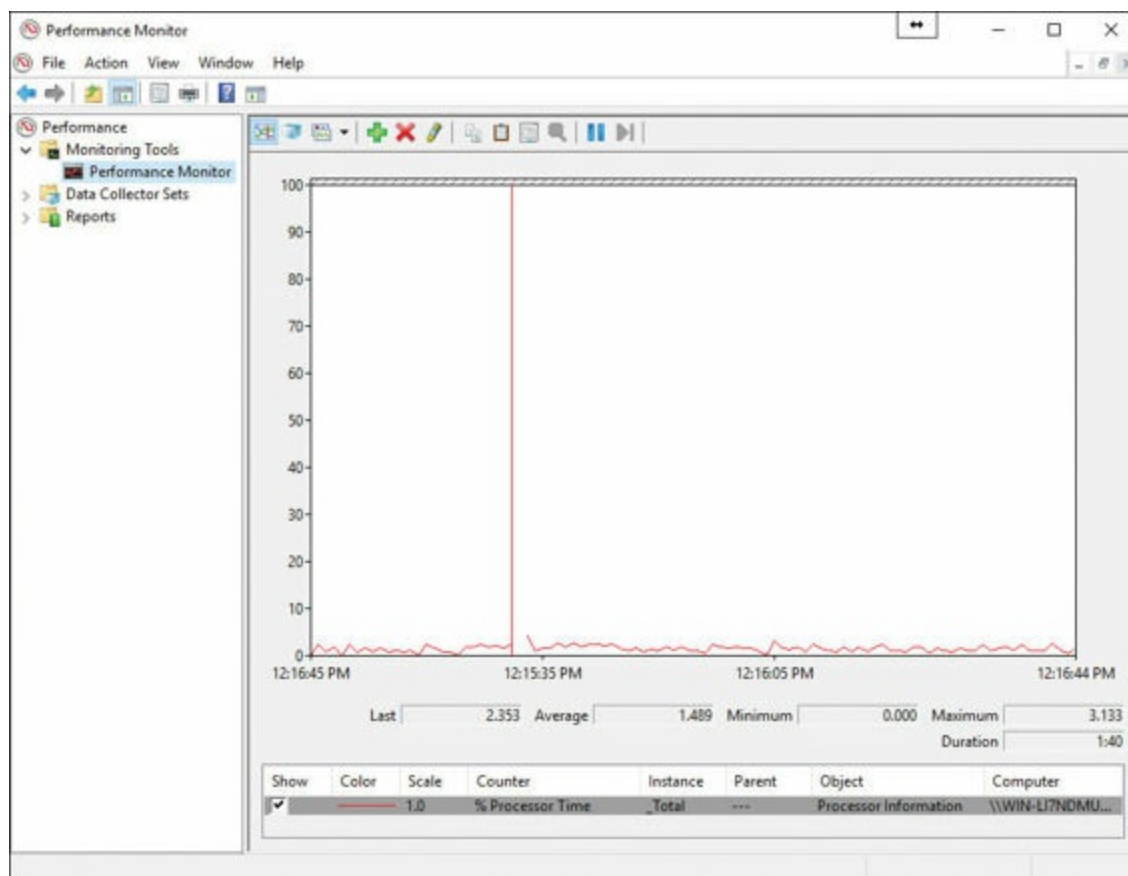 Performance Monitor
File Action View Window Help
Performance
Monitoring Tools
Performance Monitor
Data Collector Sets
Reports
100
90
80
70
60
50
40
30
20
10
0
12:16:45 PM 12:15:35 PM 12:16:05 PM 12:16:44 PM
Last 2.353 Average 1.489 Minimum 0.000 Maximum 3.133
Duration 1:40
Show Color Scale Counter Instance Parent Object Computer
1.0 % Processor Time _Total --- Processor Information \\WIN-LI7NDMU...